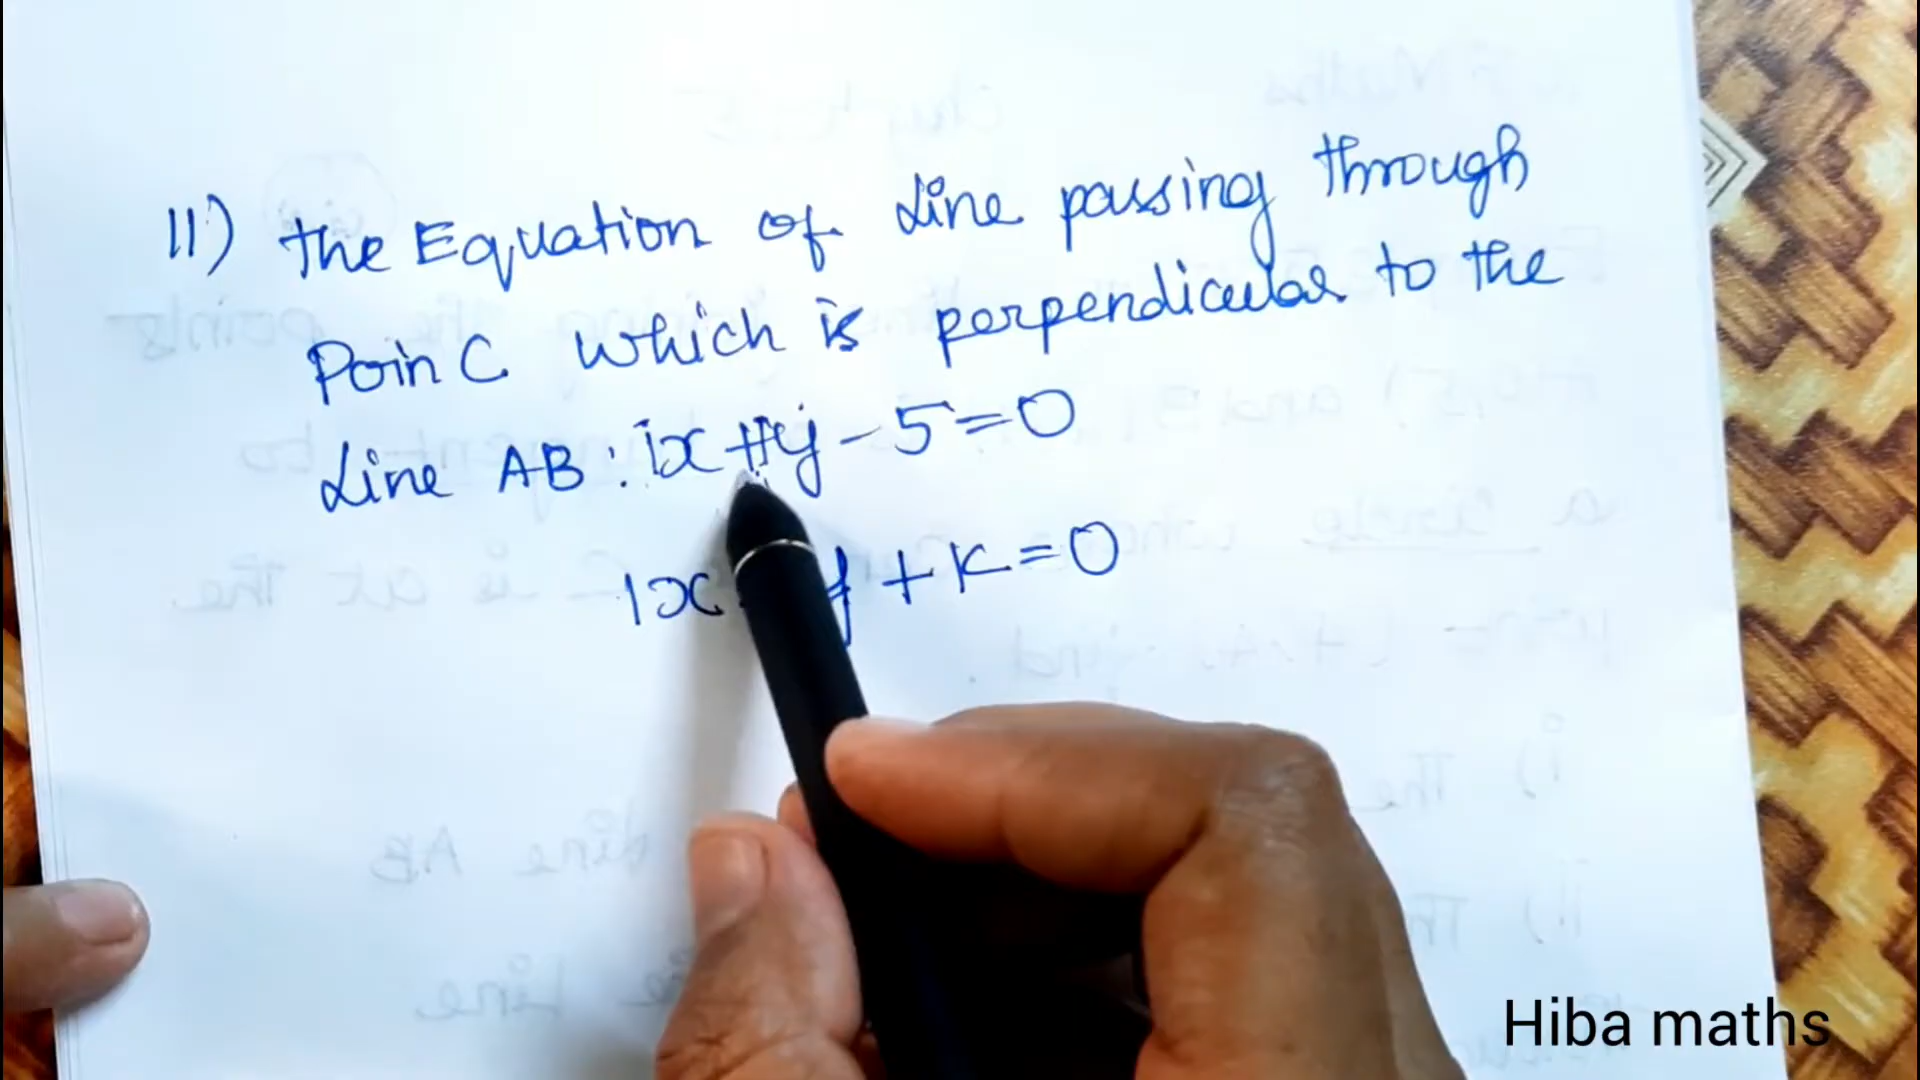 11) the Equation of Line passing through
Poin C which is perpendicular to the
Line AB: 1x+1y-5=0
1x y+k=0
Hiba maths